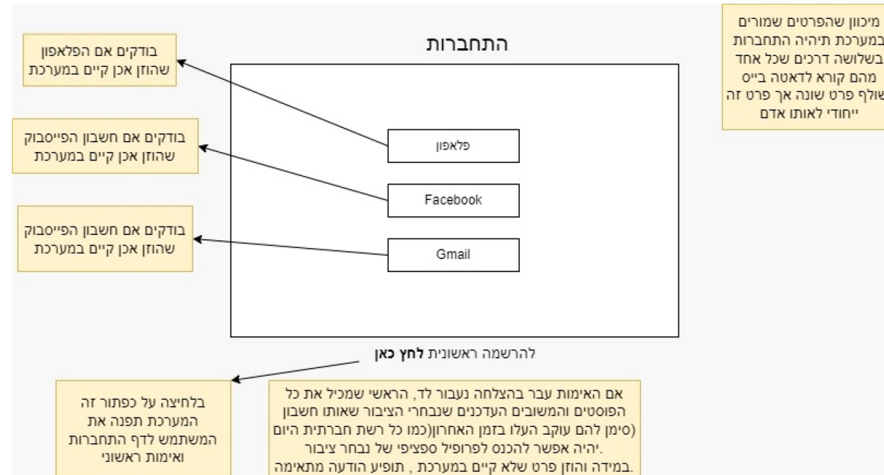 התחברות
מיכוון שהפרטים שמורים
במערכת תיהיה התחברות
בשלושה דרכים שכל אחד
מהם קורא לדאטה בייס
שולף פרט שונה אך פרט זה
ייחודי לאותו אדם
בודקים אם הפלאפון
שהוזן אכן קיים במערכת
פלאפון
בודקים אם חשבון הפייסבוק
שהוזן אכן קיים במערכת
Facebook
בודקים אם חשבון הפייסבוק
שהוזן אכן קיים במערכת
Gmail
להרשמה ראשונית לחץ כאן
בלחיצה על כפתור זה
המערכת תפנה את
המשתמש לדף התחברות
ואימות ראשוני
אם האימות עבר בהצלחה נעבור לד, הראשי שמכיל את כל
הפוסטים והמשובים העדכנים שנבחרי הציבור שאותו חשבון
(סימן להם עוקב העלו בזמן האחרון(כמו כל רשת חברתית היום
.יהיה אפשר להכנס לפרופיל ספציפי של נבחר ציבור
.במידה והוזן פרט שלא קיים במערכת , תופיע הודעה מתאימה